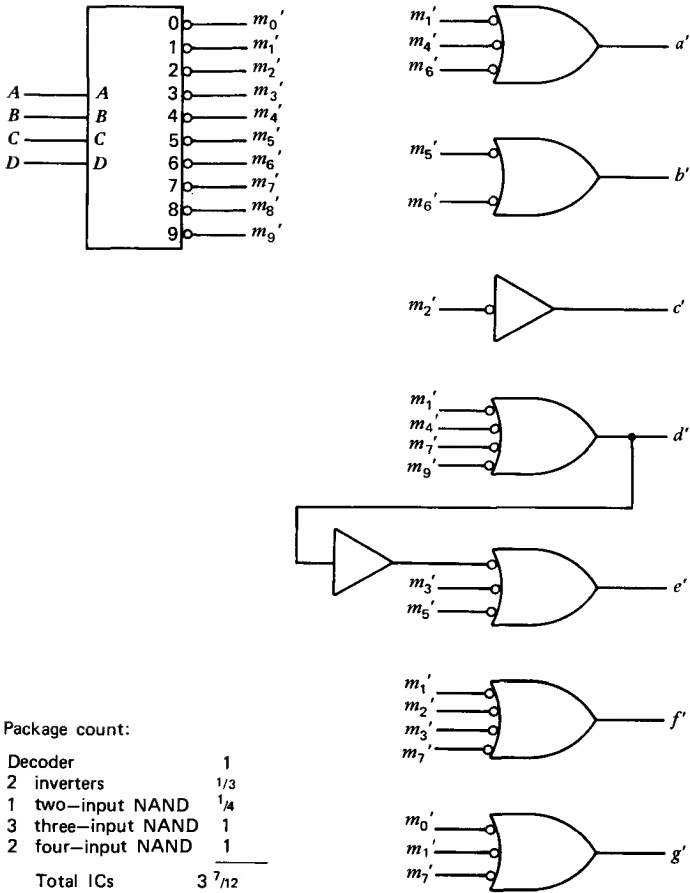 0 m₀′
1 m₁′
2 m₂′
A A 3 m₃′
B B 4 m₄′
C C 5 m₅′
D D 6 m₆′
7 m₇′
8 m₈′
9 m₉′
m₁′
m₄′ a′
m₆′
m₅′
b′
m₆′
m₂′ c′
m₁′
m₄′ d′
m₇′
m₉′
m₃′ e′
m₅′
m₁′
m₂′ f′
m₃′
m₇′
m₀′
m₁′ g′
m₇′
Package count:
Decoder 1
2 inverters 1/3
1 two–input NAND 1/4
3 three–input NAND 1
2 four–input NAND 1
Total ICs 3 7/12